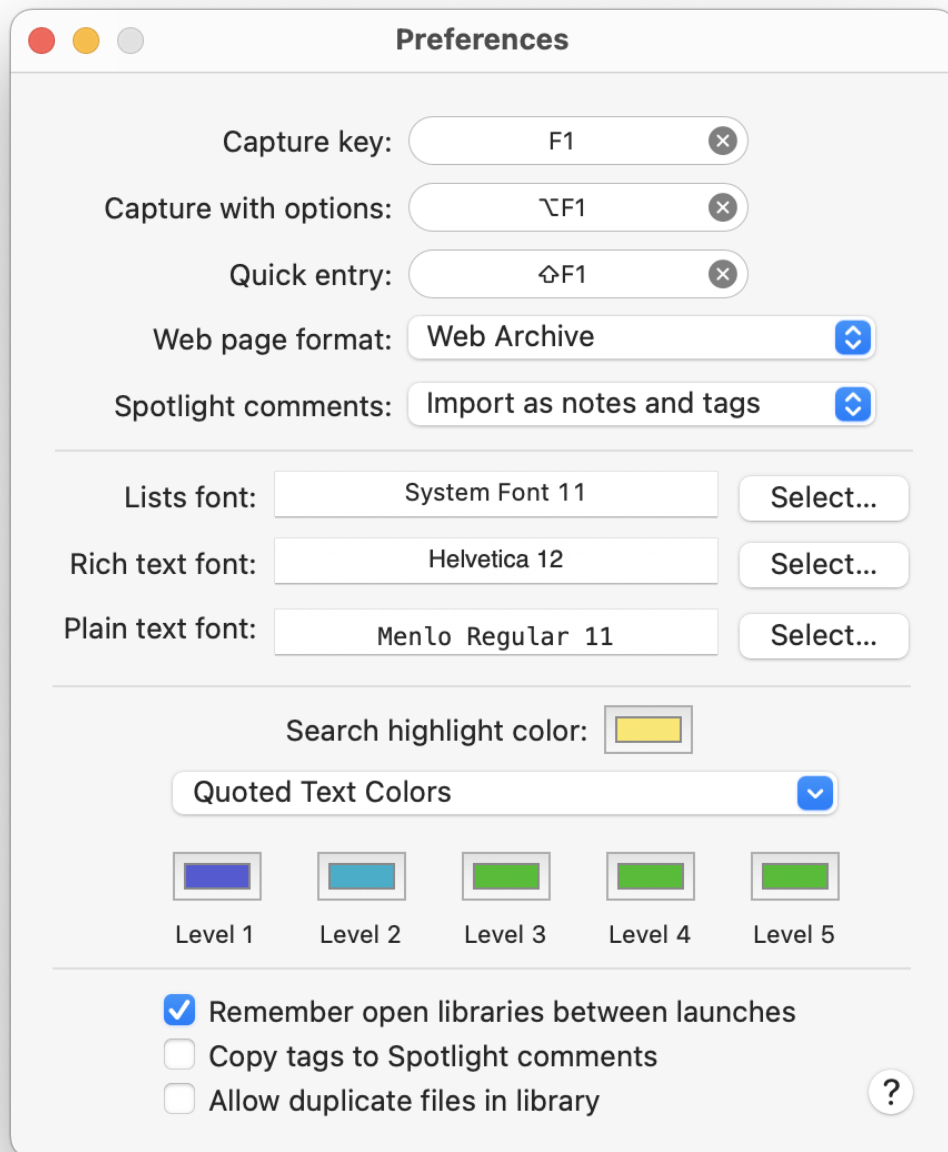 Preferences
Capture key: F1
Capture with options: ⌥F1
Quick entry: ⇧F1
Web page format: Web Archive
Spotlight comments: Import as notes and tags
Lists font: System Font 11 Select...
Rich text font: Helvetica 12 Select...
Plain text font: Menlo Regular 11 Select...
Search highlight color:
Quoted Text Colors
Level 1 Level 2 Level 3 Level 4 Level 5
Remember open libraries between launches
Copy tags to Spotlight comments
Allow duplicate files in library
?